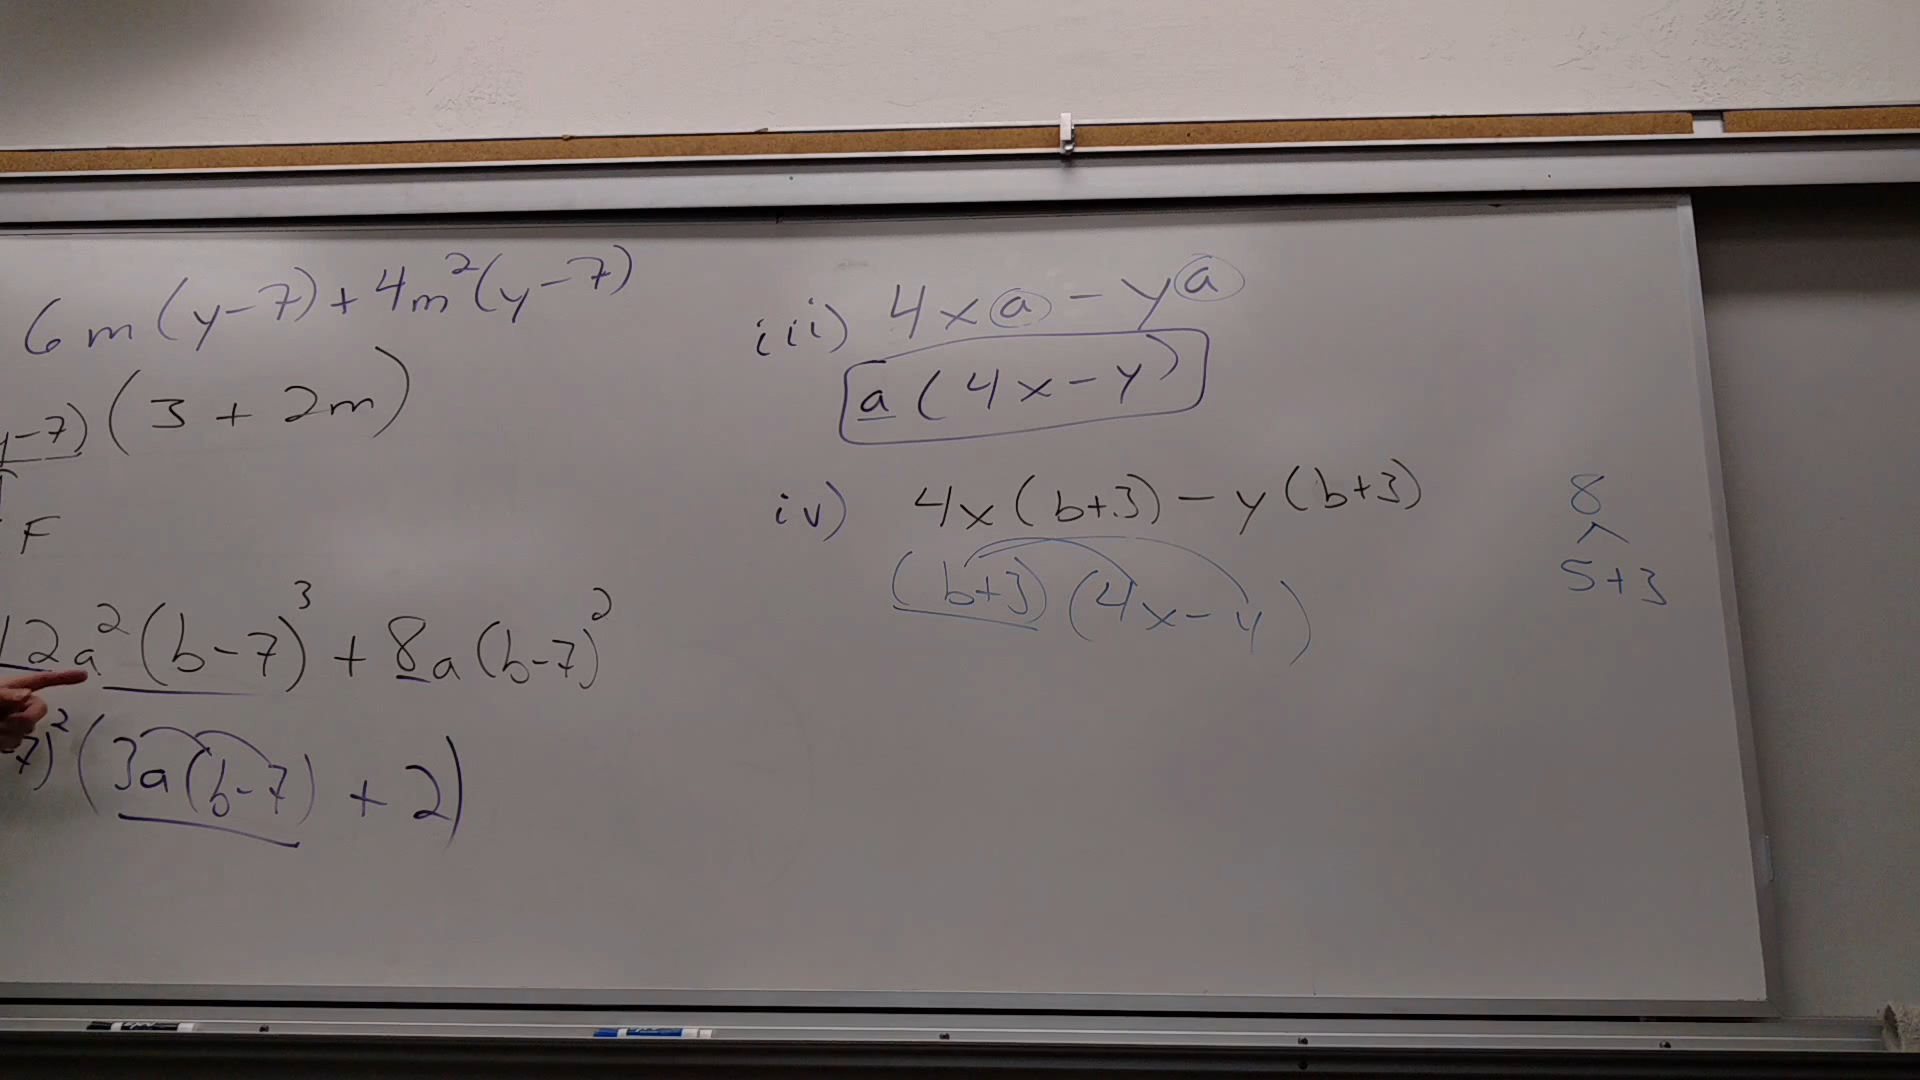 6m(y-7)+4m²(y-7)
y-7)(3 + 2m)
F
12a²(b-7)³ + 8a(b-7)²
-7)²(3a(b-7) + 2)
iii) 4xa - ya
a(4x-y)
iv) 4x(b+3) - y(b+3)
(b+3)(4x-y)
8
5+3